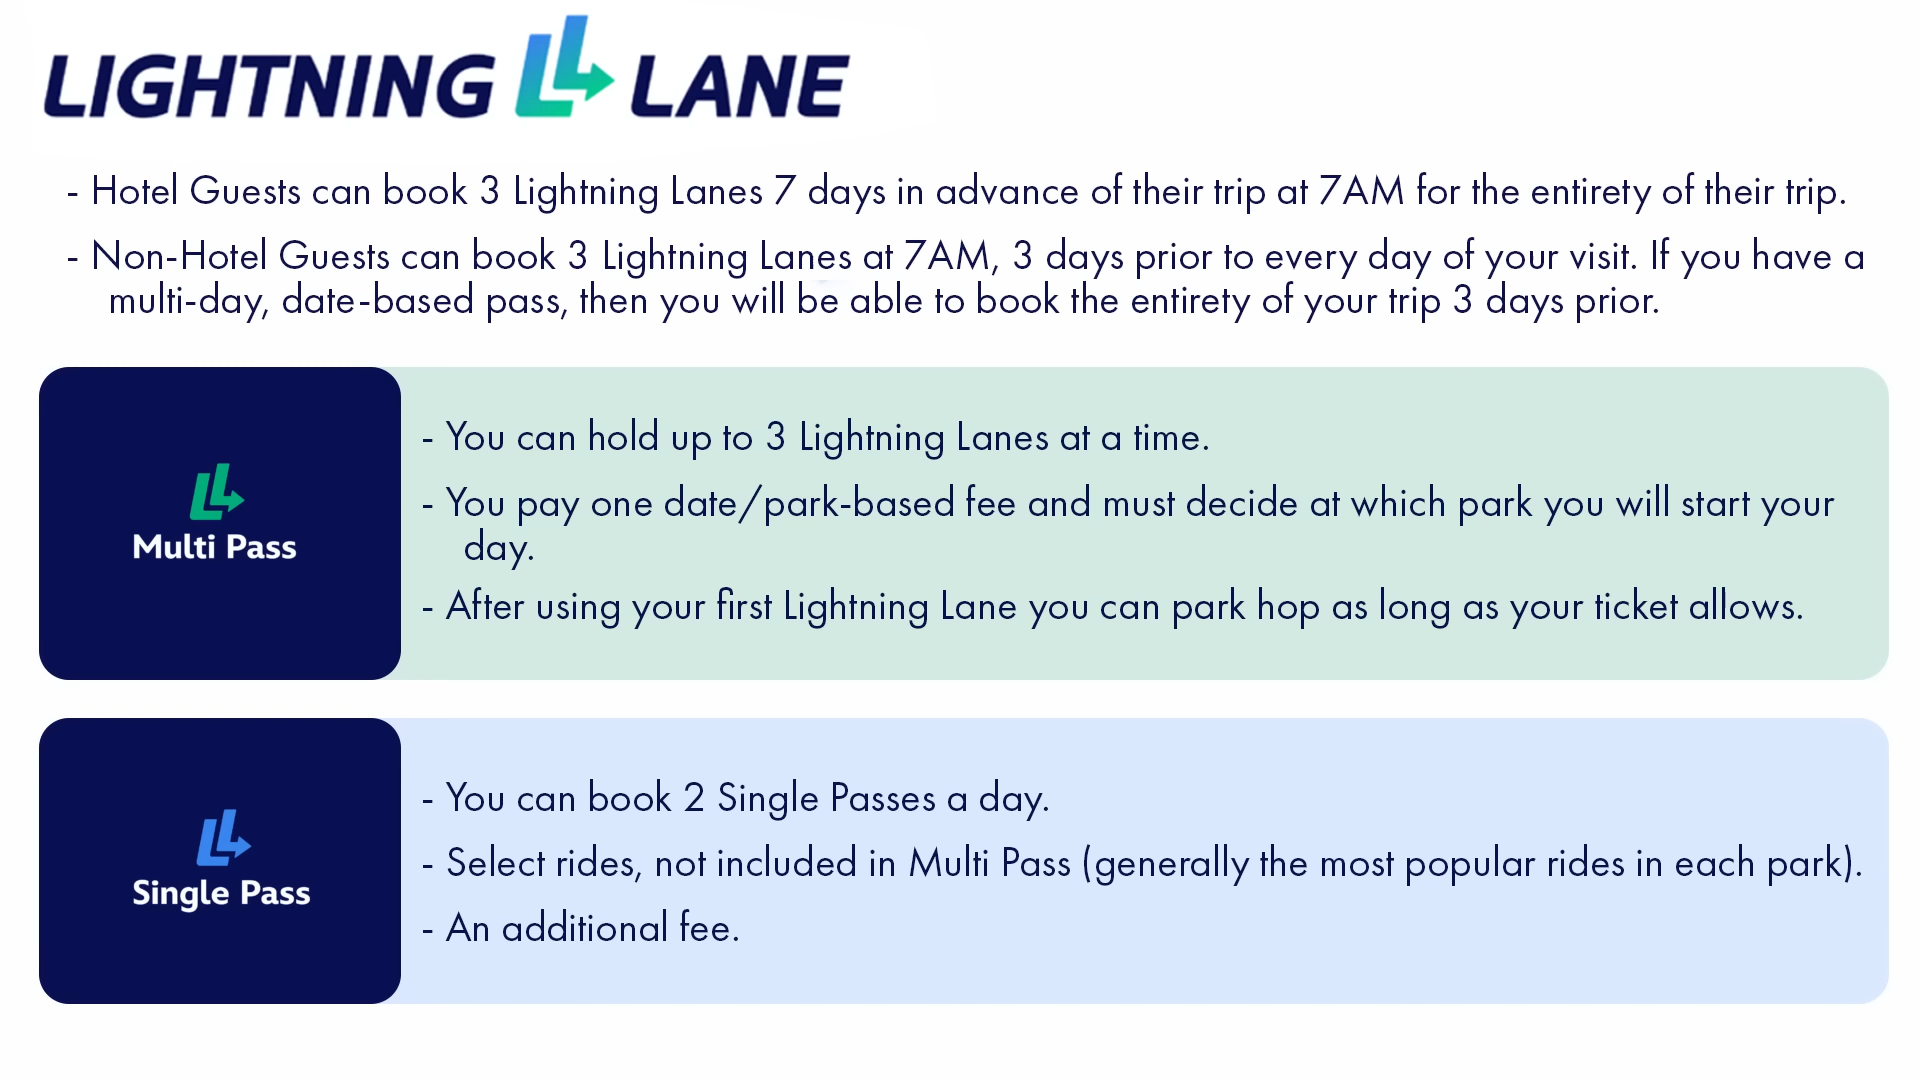 LIGHTNING LL LANE
- Hotel Guests can book 3 Lightning Lanes 7 days in advance of their trip at 7AM for the entirety of their trip.
- Non-Hotel Guests can book 3 Lightning Lanes at 7AM, 3 days prior to every day of your visit. If you have a
multi-day, date-based pass, then you will be able to book the entirety of your trip 3 days prior.
LL
Multi Pass
- You can hold up to 3 Lightning Lanes at a time.
- You pay one date/park-based fee and must decide at which park you will start your
day.
- After using your first Lightning Lane you can park hop as long as your ticket allows.
LL
Single Pass
- You can book 2 Single Passes a day.
- Select rides, not included in Multi Pass (generally the most popular rides in each park).
- An additional fee.